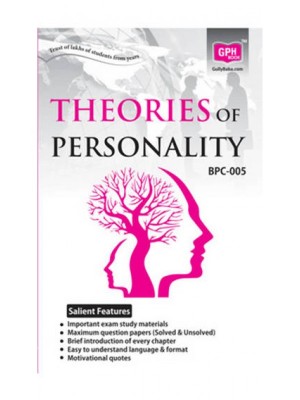 Trust of lakhs of students from years
TM
GPH
BOOK
GullyBaba.com
THEORIES OF
PERSONALITY
BPC-005
Salient Features
• Important exam study materials
• Maximum question papers (Solved & Unsolved)
• Brief introduction of every chapter
• Easy to understand language & format
• Motivational quotes